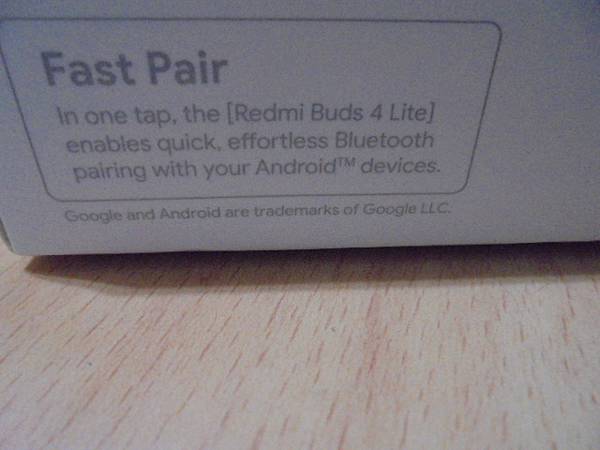 Fast Pair
In one tap, the [Redmi Buds 4 Lite]
enables quick, effortless Bluetooth
pairing with your Android™ devices.
Google and Android are trademarks of Google LLC.